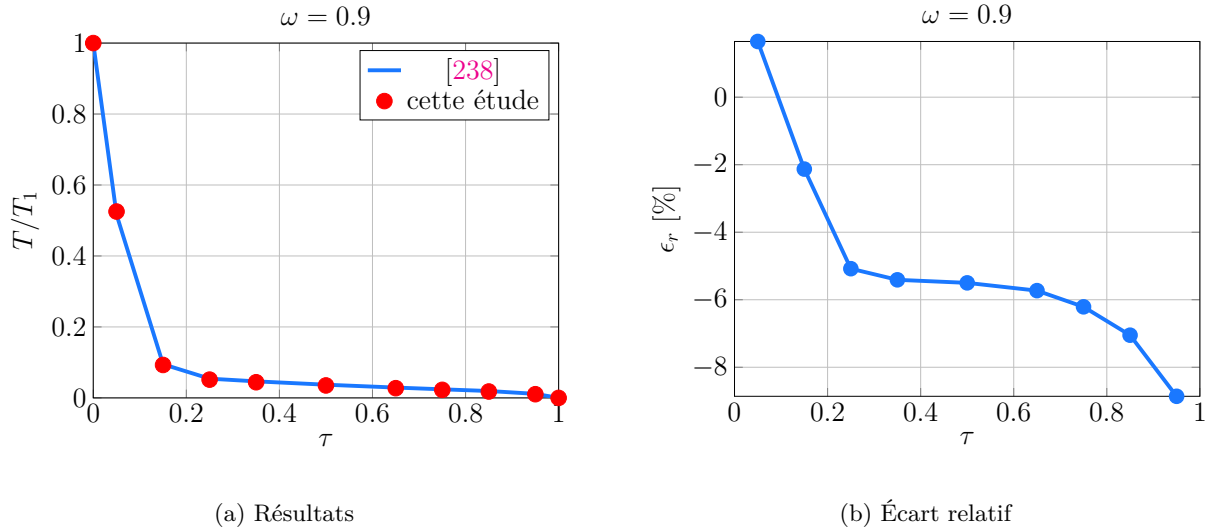 ω = 0.9
T/T₁
1
0.8
0.6
0.4
0.2
0
[238]
cette étude
0 0.2 0.4 0.6 0.8 1
τ
(a) Résultats
ω = 0.9
ϵᵣ [%]
0
−2
−4
−6
−8
0 0.2 0.4 0.6 0.8 1
τ
(b) Écart relatif